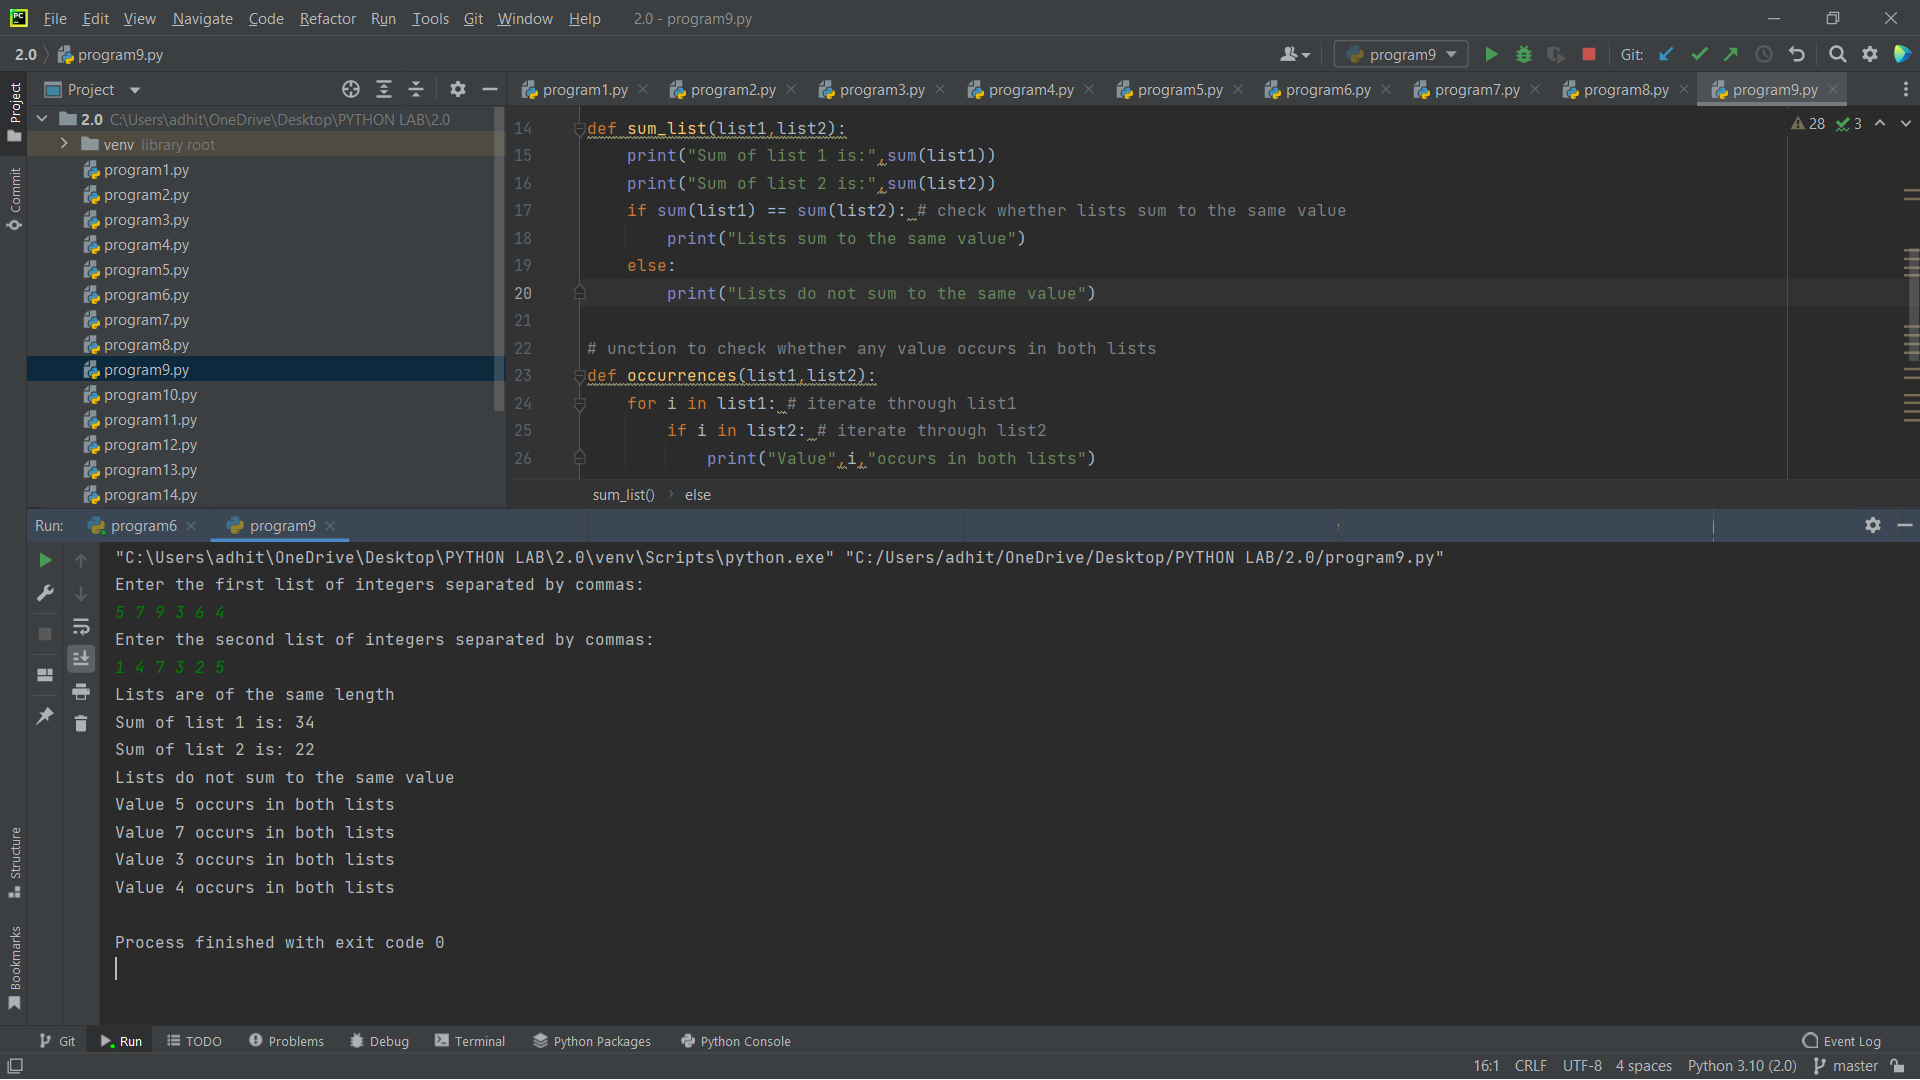 File Edit View Navigate Code Refactor Run Tools Git Window Help 2.0 - program9.py
2.0 program9.py program9 Git:
Project program1.py program2.py program3.py program4.py program5.py program6.py program7.py program8.py program9.py
Project
Commit
Structure
Bookmarks
2.0 C:\Users\adhit\OneDrive\Desktop\PYTHON LAB\2.0
venv library root
program1.py
program2.py
program3.py
program4.py
program5.py
program6.py
program7.py
program8.py
program9.py
program10.py
program11.py
program12.py
program13.py
program14.py
28 3
14 def sum_list(list1,list2):
15 print("Sum of list 1 is:",sum(list1))
16 print("Sum of list 2 is:",sum(list2))
17 if sum(list1) == sum(list2): # check whether lists sum to the same value
18 print("Lists sum to the same value")
19 else:
20 print("Lists do not sum to the same value")
21
22 # unction to check whether any value occurs in both lists
23 def occurrences(list1,list2):
24 for i in list1: # iterate through list1
25 if i in list2: # iterate through list2
26 print("Value",i,"occurs in both lists")
sum_list() else
Run: program6 program9
"C:\Users\adhit\OneDrive\Desktop\PYTHON LAB\2.0\venv\Scripts\python.exe" "C:/Users/adhit/OneDrive/Desktop/PYTHON LAB/2.0/program9.py"
Enter the first list of integers separated by commas:
5 7 9 3 6 4
Enter the second list of integers separated by commas:
1 4 7 3 2 5
Lists are of the same length
Sum of list 1 is: 34
Sum of list 2 is: 22
Lists do not sum to the same value
Value 5 occurs in both lists
Value 7 occurs in both lists
Value 3 occurs in both lists
Value 4 occurs in both lists
Process finished with exit code 0
Git Run TODO Problems Debug Terminal Python Packages Python Console Event Log
16:1 CRLF UTF-8 4 spaces Python 3.10 (2.0) master